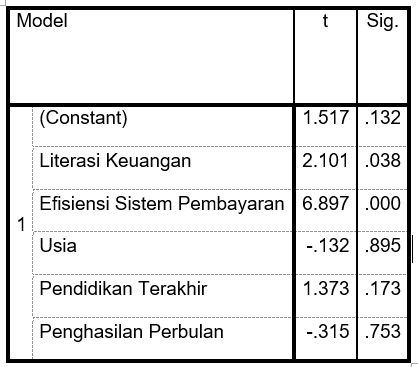 Model t Sig.
(Constant) 1.517 .132
Literasi Keuangan 2.101 .038
Efisiensi Sistem Pembayaran 6.897 .000
1
Usia -.132 .895
Pendidikan Terakhir 1.373 .173
Penghasilan Perbulan -.315 .753